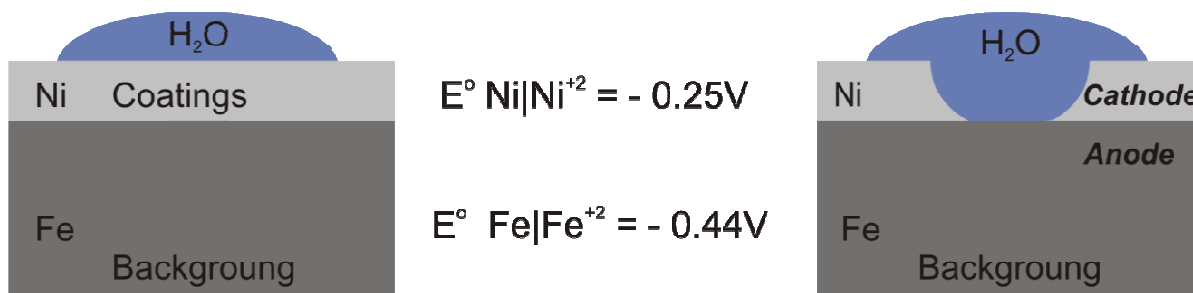 H₂O
Ni Coatings
Fe
Backgroung
E° Ni|Ni⁺² = - 0.25V
E° Fe|Fe⁺² = - 0.44V
H₂O
Ni Cathode
Anode
Fe
Backgroung